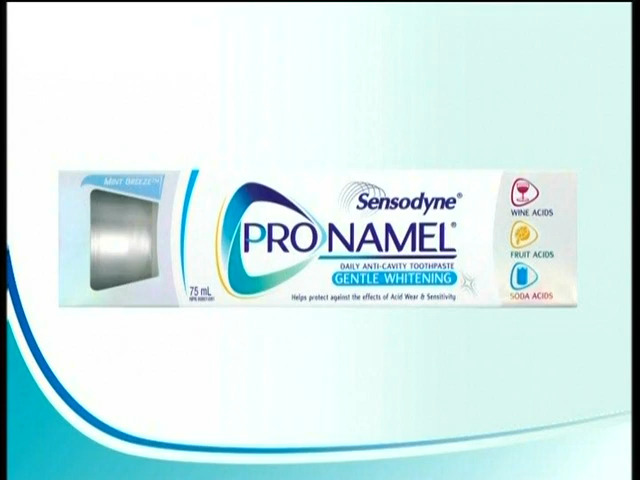 MINT BREEZE™
Sensodyne®
PRONAMEL®
DAILY ANTI-CAVITY TOOTHPASTE
GENTLE WHITENING
Helps protect against the effects of Acid Wear & Sensitivity
75 mL
WINE ACIDS
FRUIT ACIDS
SODA ACIDS